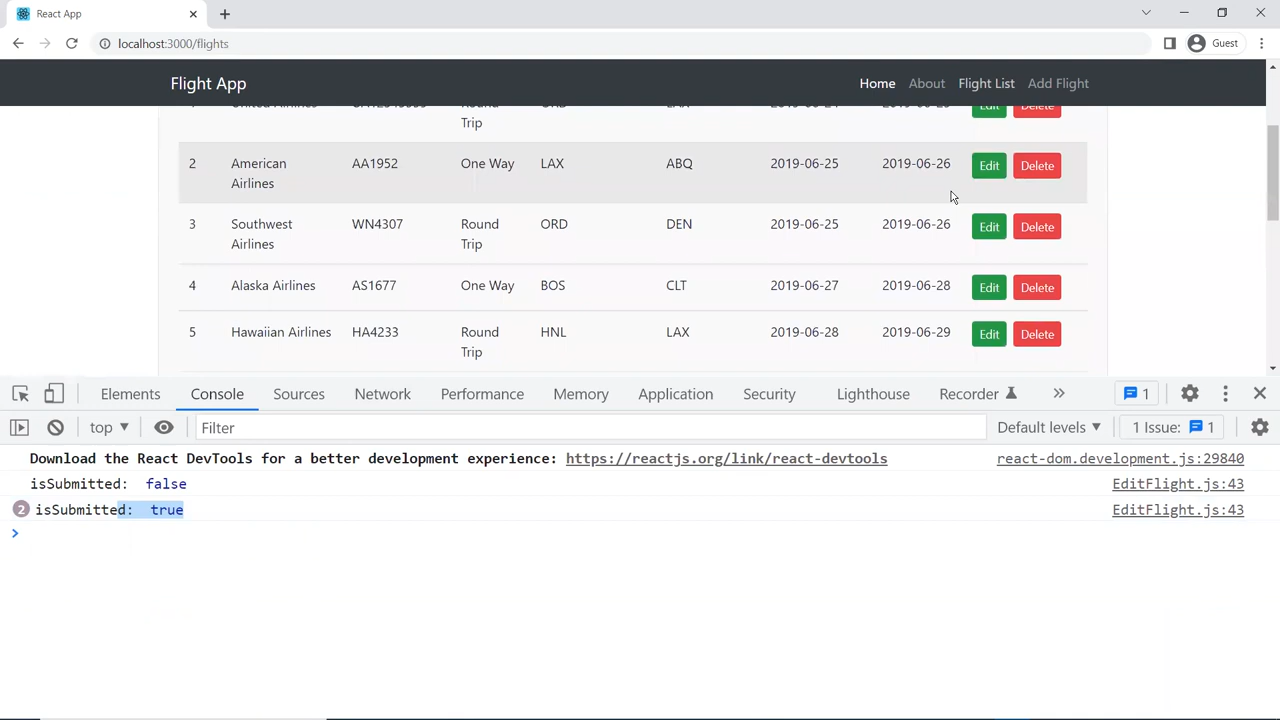 React App
localhost:3000/flights
Guest
Flight App
Home About Flight List Add Flight
Round
Trip
Edit Delete
2 American Airlines AA1952 One Way LAX ABQ 2019-06-25 2019-06-26 Edit Delete
3 Southwest Airlines WN4307 Round Trip ORD DEN 2019-06-25 2019-06-26 Edit Delete
4 Alaska Airlines AS1677 One Way BOS CLT 2019-06-27 2019-06-28 Edit Delete
5 Hawaiian Airlines HA4233 Round Trip HNL LAX 2019-06-28 2019-06-29 Edit Delete
Elements Console Sources Network Performance Memory Application Security Lighthouse Recorder 1
top Filter Default levels 1 Issue: 1
Download the React DevTools for a better development experience: https://reactjs.org/link/react-devtools react-dom.development.js:29840
isSubmitted: false EditFlight.js:43
2 isSubmitted: true EditFlight.js:43